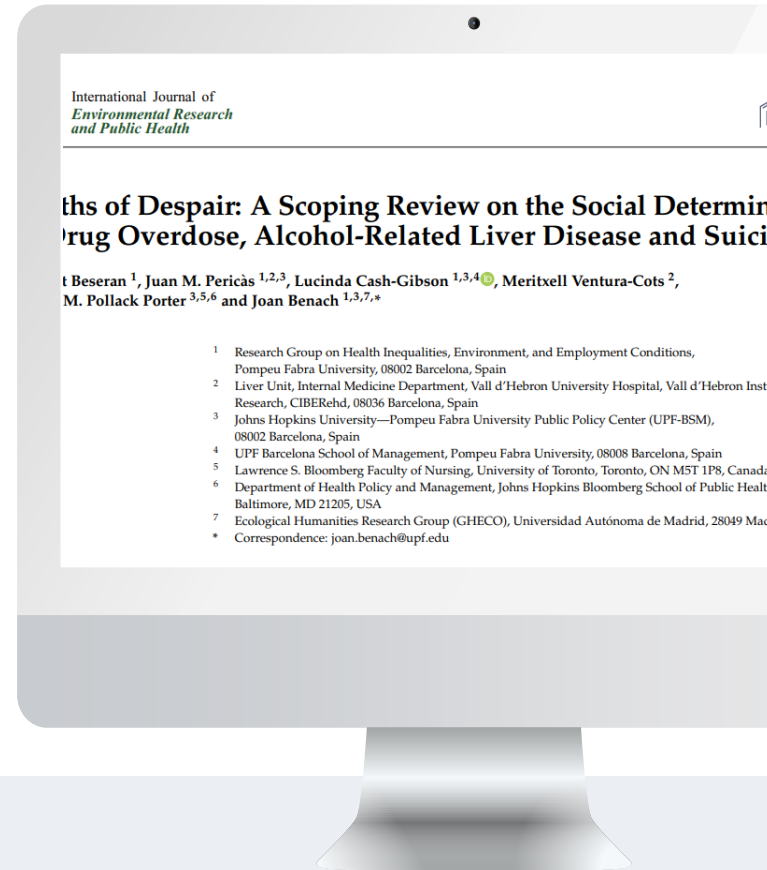 International Journal of
Environmental Research
and Public Health
ths of Despair: A Scoping Review on the Social Determin
rug Overdose, Alcohol-Related Liver Disease and Suici
t Beseran ¹, Juan M. Pericàs ¹,²,³, Lucinda Cash-Gibson ¹,³,⁴, Meritxell Ventura-Cots ²,
M. Pollack Porter ³,⁵,⁶ and Joan Benach ¹,³,⁷,*
¹ Research Group on Health Inequalities, Environment, and Employment Conditions,
Pompeu Fabra University, 08002 Barcelona, Spain
² Liver Unit, Internal Medicine Department, Vall d’Hebron University Hospital, Vall d’Hebron Inst
Research, CIBERehd, 08036 Barcelona, Spain
³ Johns Hopkins University—Pompeu Fabra University Public Policy Center (UPF-BSM),
08002 Barcelona, Spain
⁴ UPF Barcelona School of Management, Pompeu Fabra University, 08008 Barcelona, Spain
⁵ Lawrence S. Bloomberg Faculty of Nursing, University of Toronto, Toronto, ON M5T 1P8, Canada
⁶ Department of Health Policy and Management, Johns Hopkins Bloomberg School of Public Healt
Baltimore, MD 21205, USA
⁷ Ecological Humanities Research Group (GHECO), Universidad Autónoma de Madrid, 28049 Mad
* Correspondence: joan.benach@upf.edu